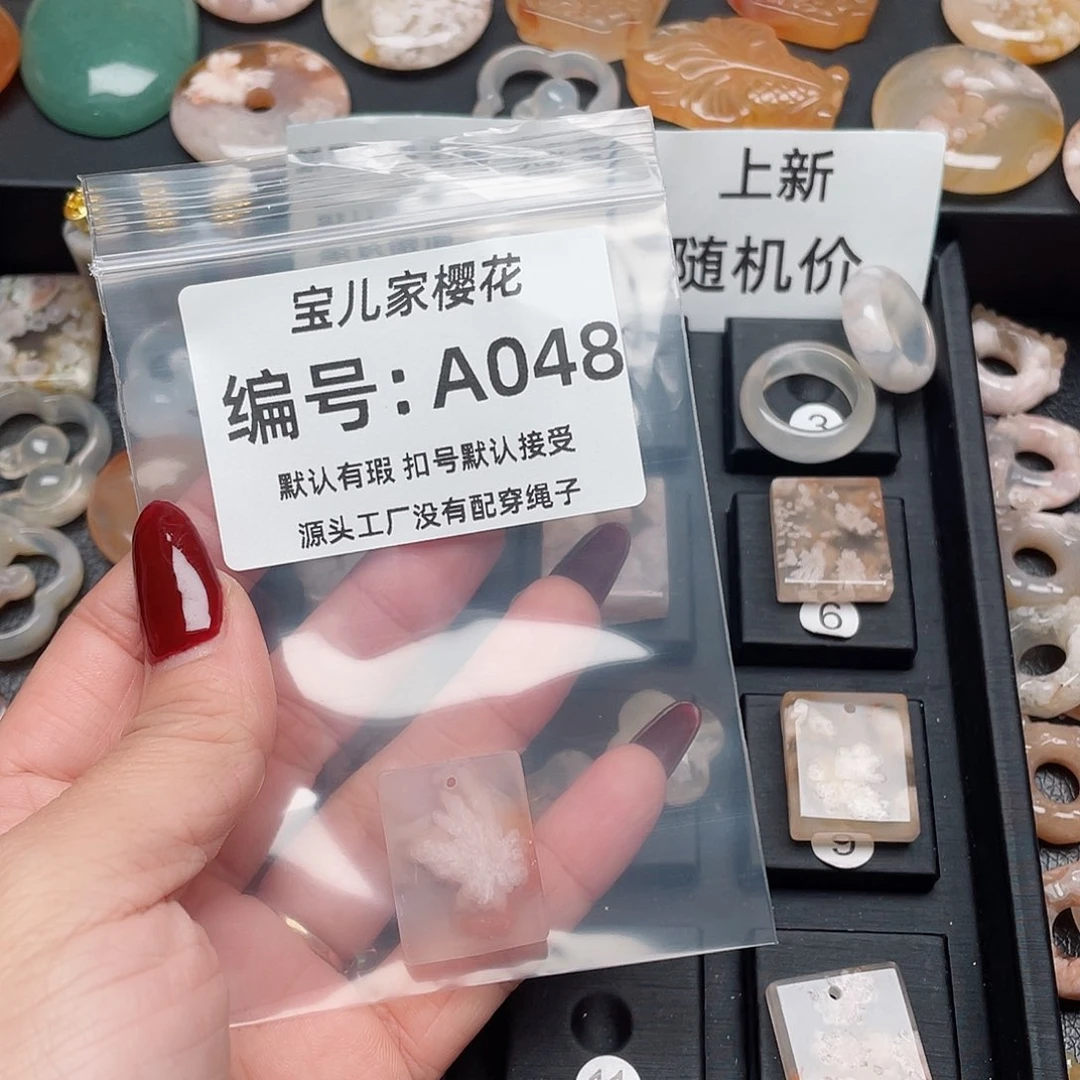 上新
随机价
宝儿家樱花
编号:A048
默认有瑕 扣号默认接受
源头工厂没有配穿绳子
3
6
9
11